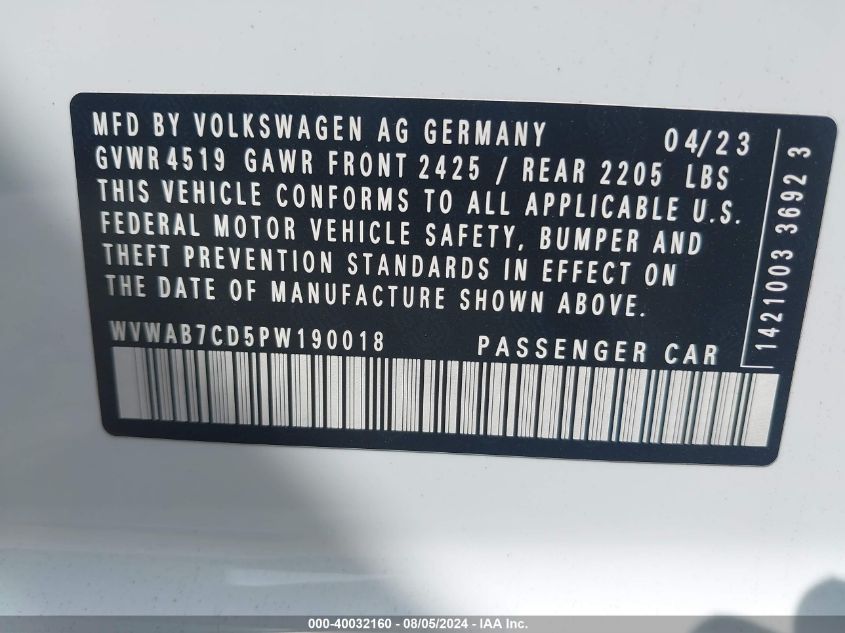 MFD BY VOLKSWAGEN AG GERMANY 04/23
GVWR 4519 GAWR FRONT 2425 / REAR 2205 LBS
THIS VEHICLE CONFORMS TO ALL APPLICABLE U.S.
FEDERAL MOTOR VEHICLE SAFETY, BUMPER AND
THEFT PREVENTION STANDARDS IN EFFECT ON
THE DATE OF MANUFACTURE SHOWN ABOVE.
WVWAB7CD5PW190018 PASSENGER CAR
1421003 3692 3
000-40032160 - 08/05/2024 - IAA Inc.